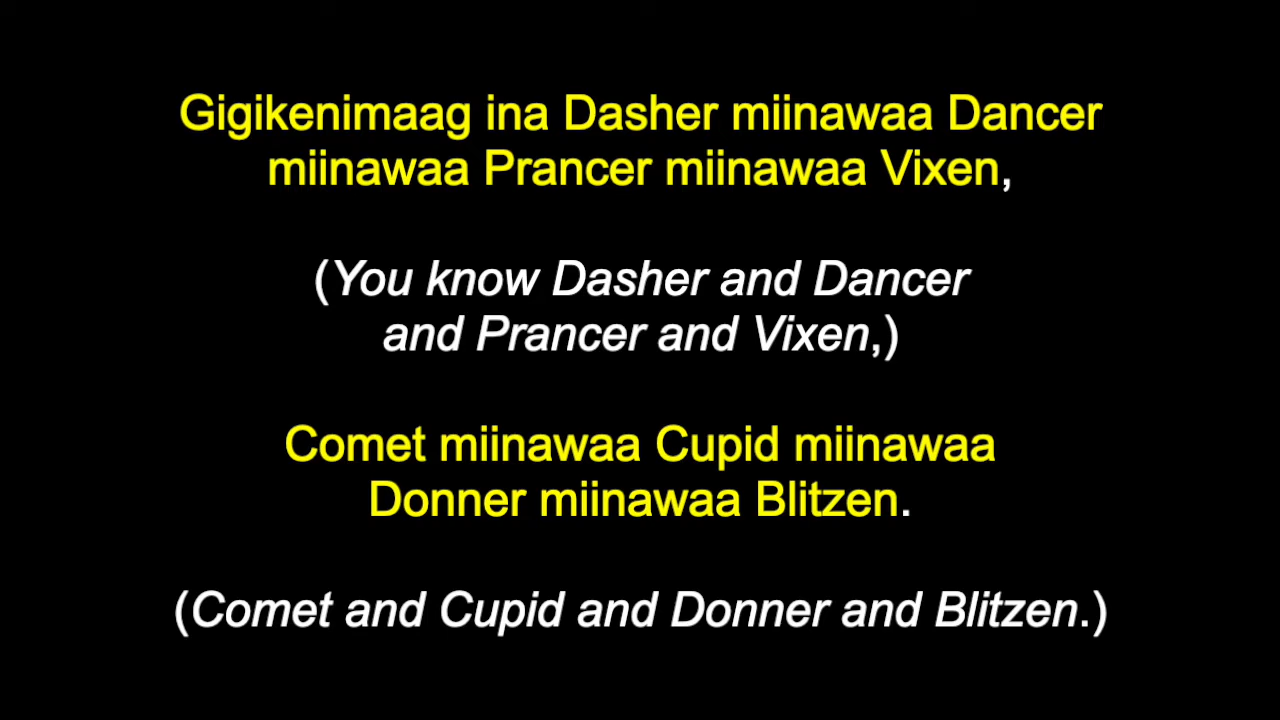 Gigikenimaag ina Dasher miinawaa Dancer
miinawaa Prancer miinawaa Vixen,
(You know Dasher and Dancer
and Prancer and Vixen,)
Comet miinawaa Cupid miinawaa
Donner miinawaa Blitzen.
(Comet and Cupid and Donner and Blitzen.)